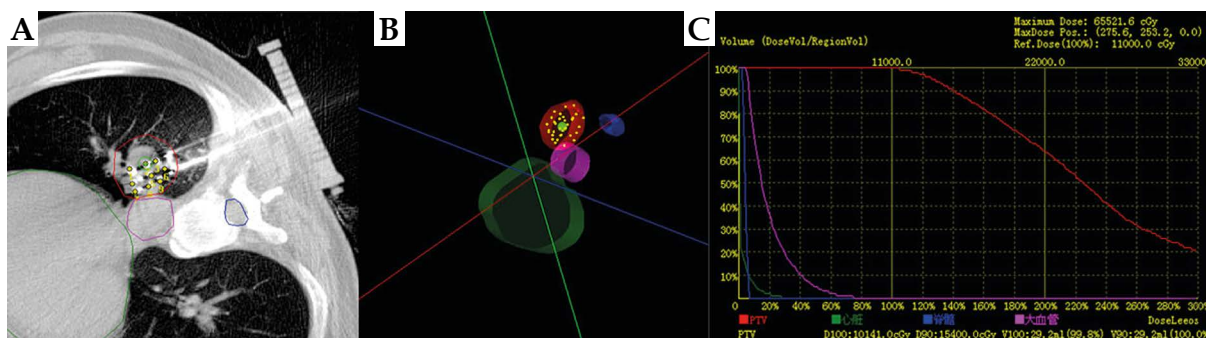 A
B
C
Maximum Dose: 65521.6 cGy
MaxDose Pos.: (275.6, 253.2, 0.0)
Ref.Dose(100%): 11000.0 cGy
Volume (DoseVol/RegionVol)
11000.0 22000.0 33000
100%
90%
80%
70%
60%
50%
40%
30%
20%
10%
0 20% 40% 60% 80% 100% 120% 140% 160% 180% 200% 220% 240% 260% 280% 300%
PTV 心脏 脊髓 大血管 DoseLeeos
PTV D100:10141.0cGy D90:15400.0cGy V100:29.2ml(99.8%) V90:29.2ml(100.0%